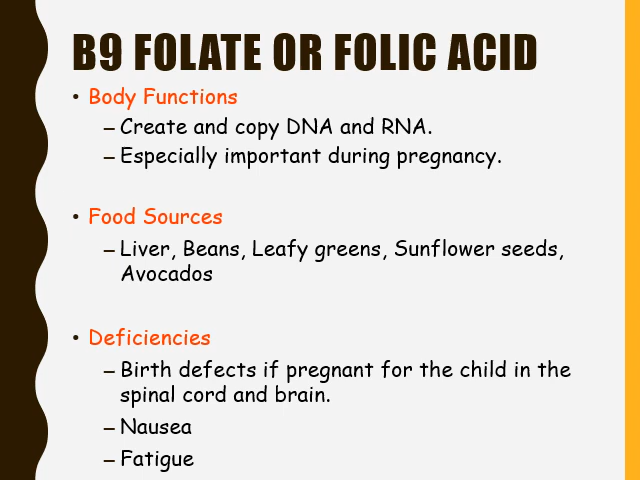 B9 FOLATE OR FOLIC ACID
• Body Functions
– Create and copy DNA and RNA.
– Especially important during pregnancy.
• Food Sources
– Liver, Beans, Leafy greens, Sunflower seeds,
Avocados
• Deficiencies
– Birth defects if pregnant for the child in the
spinal cord and brain.
– Nausea
– Fatigue